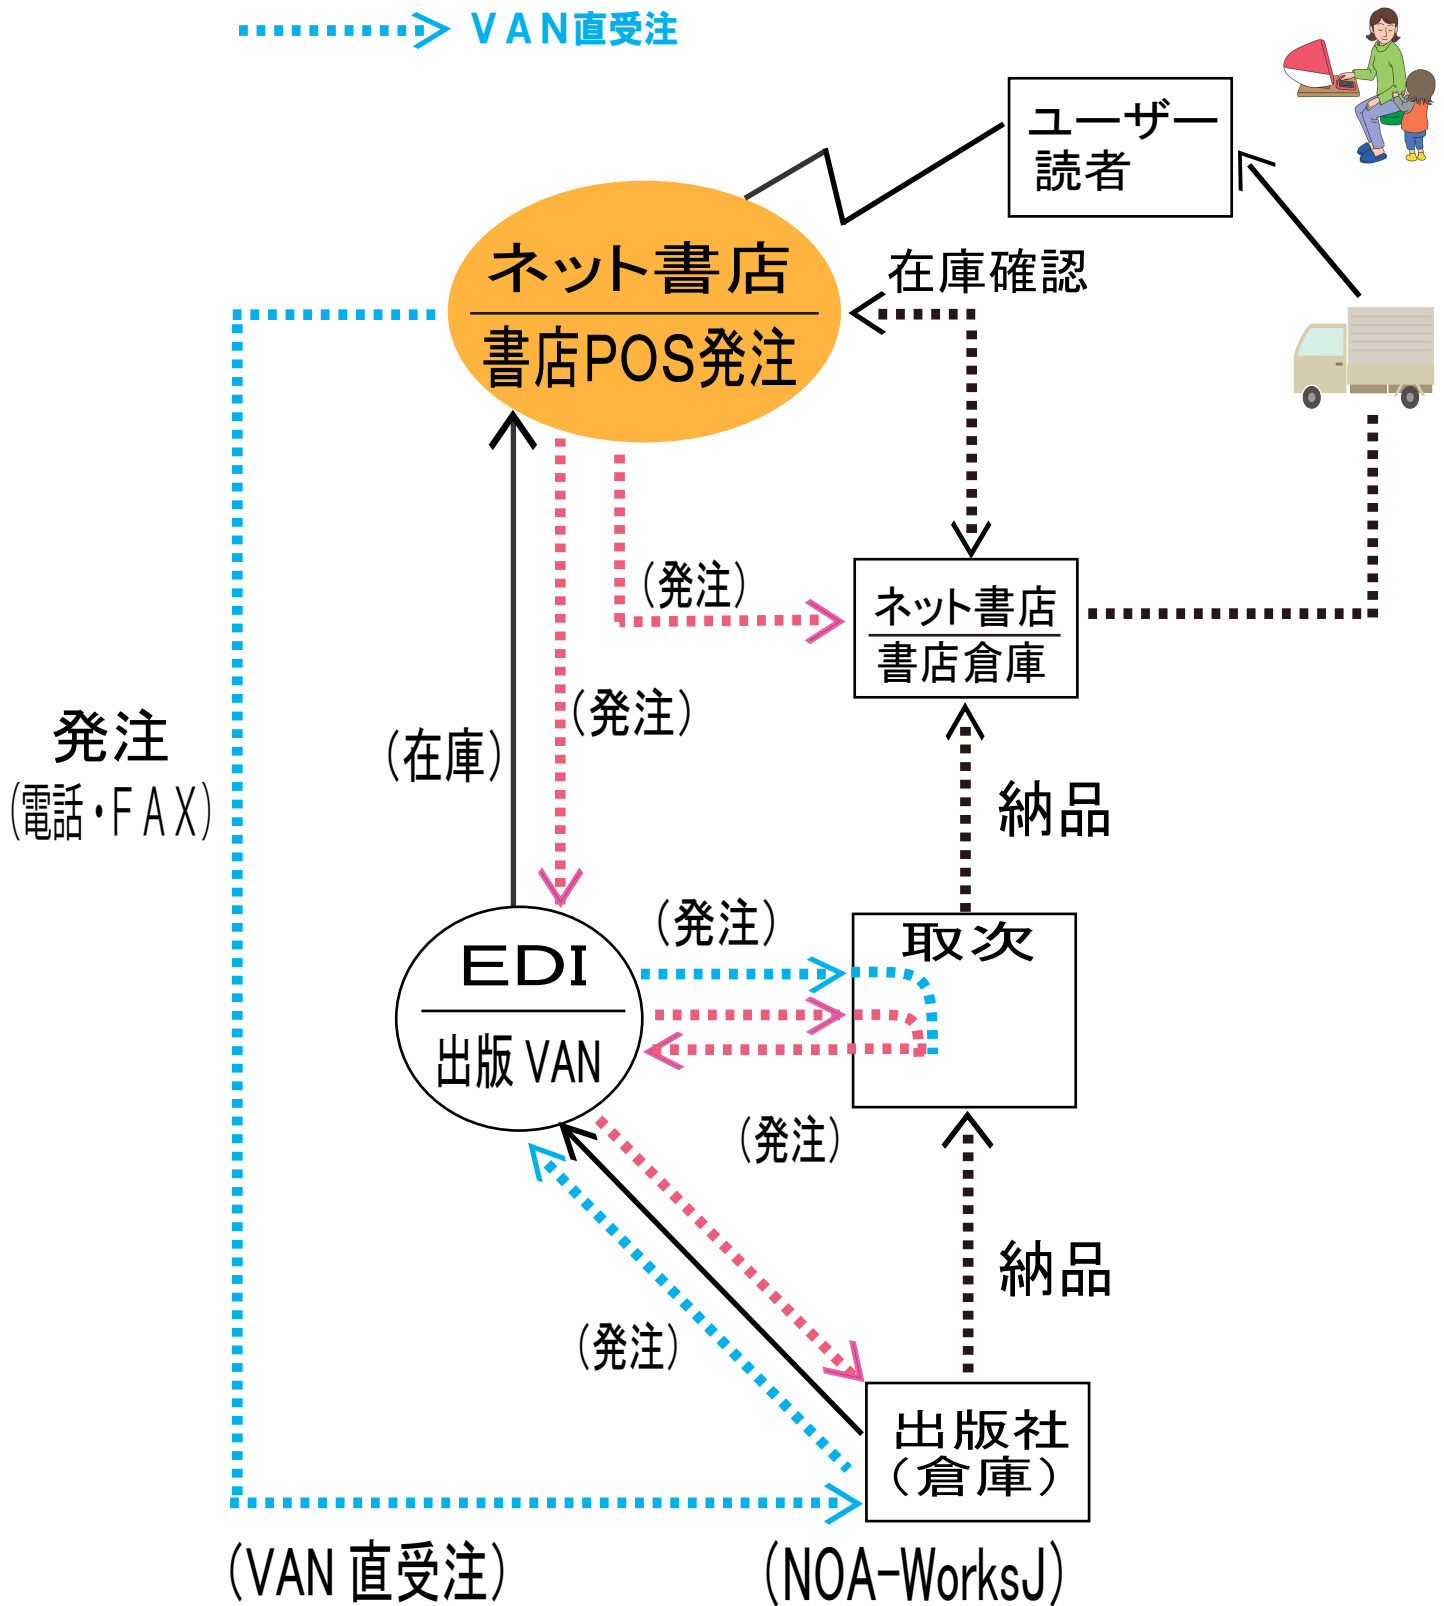 ＶＡＮ直受注
ユーザー
読者
ネット書店
書店POS発注
在庫確認
（発注）
ネット書店
書店倉庫
（発注）
発注
（電話・ＦＡＸ）
（在庫）
納品
（発注）
取次
EDI
出版 VAN
（発注）
納品
（発注）
出版社
（倉庫）
（VAN 直受注）
（NOA-WorksJ）